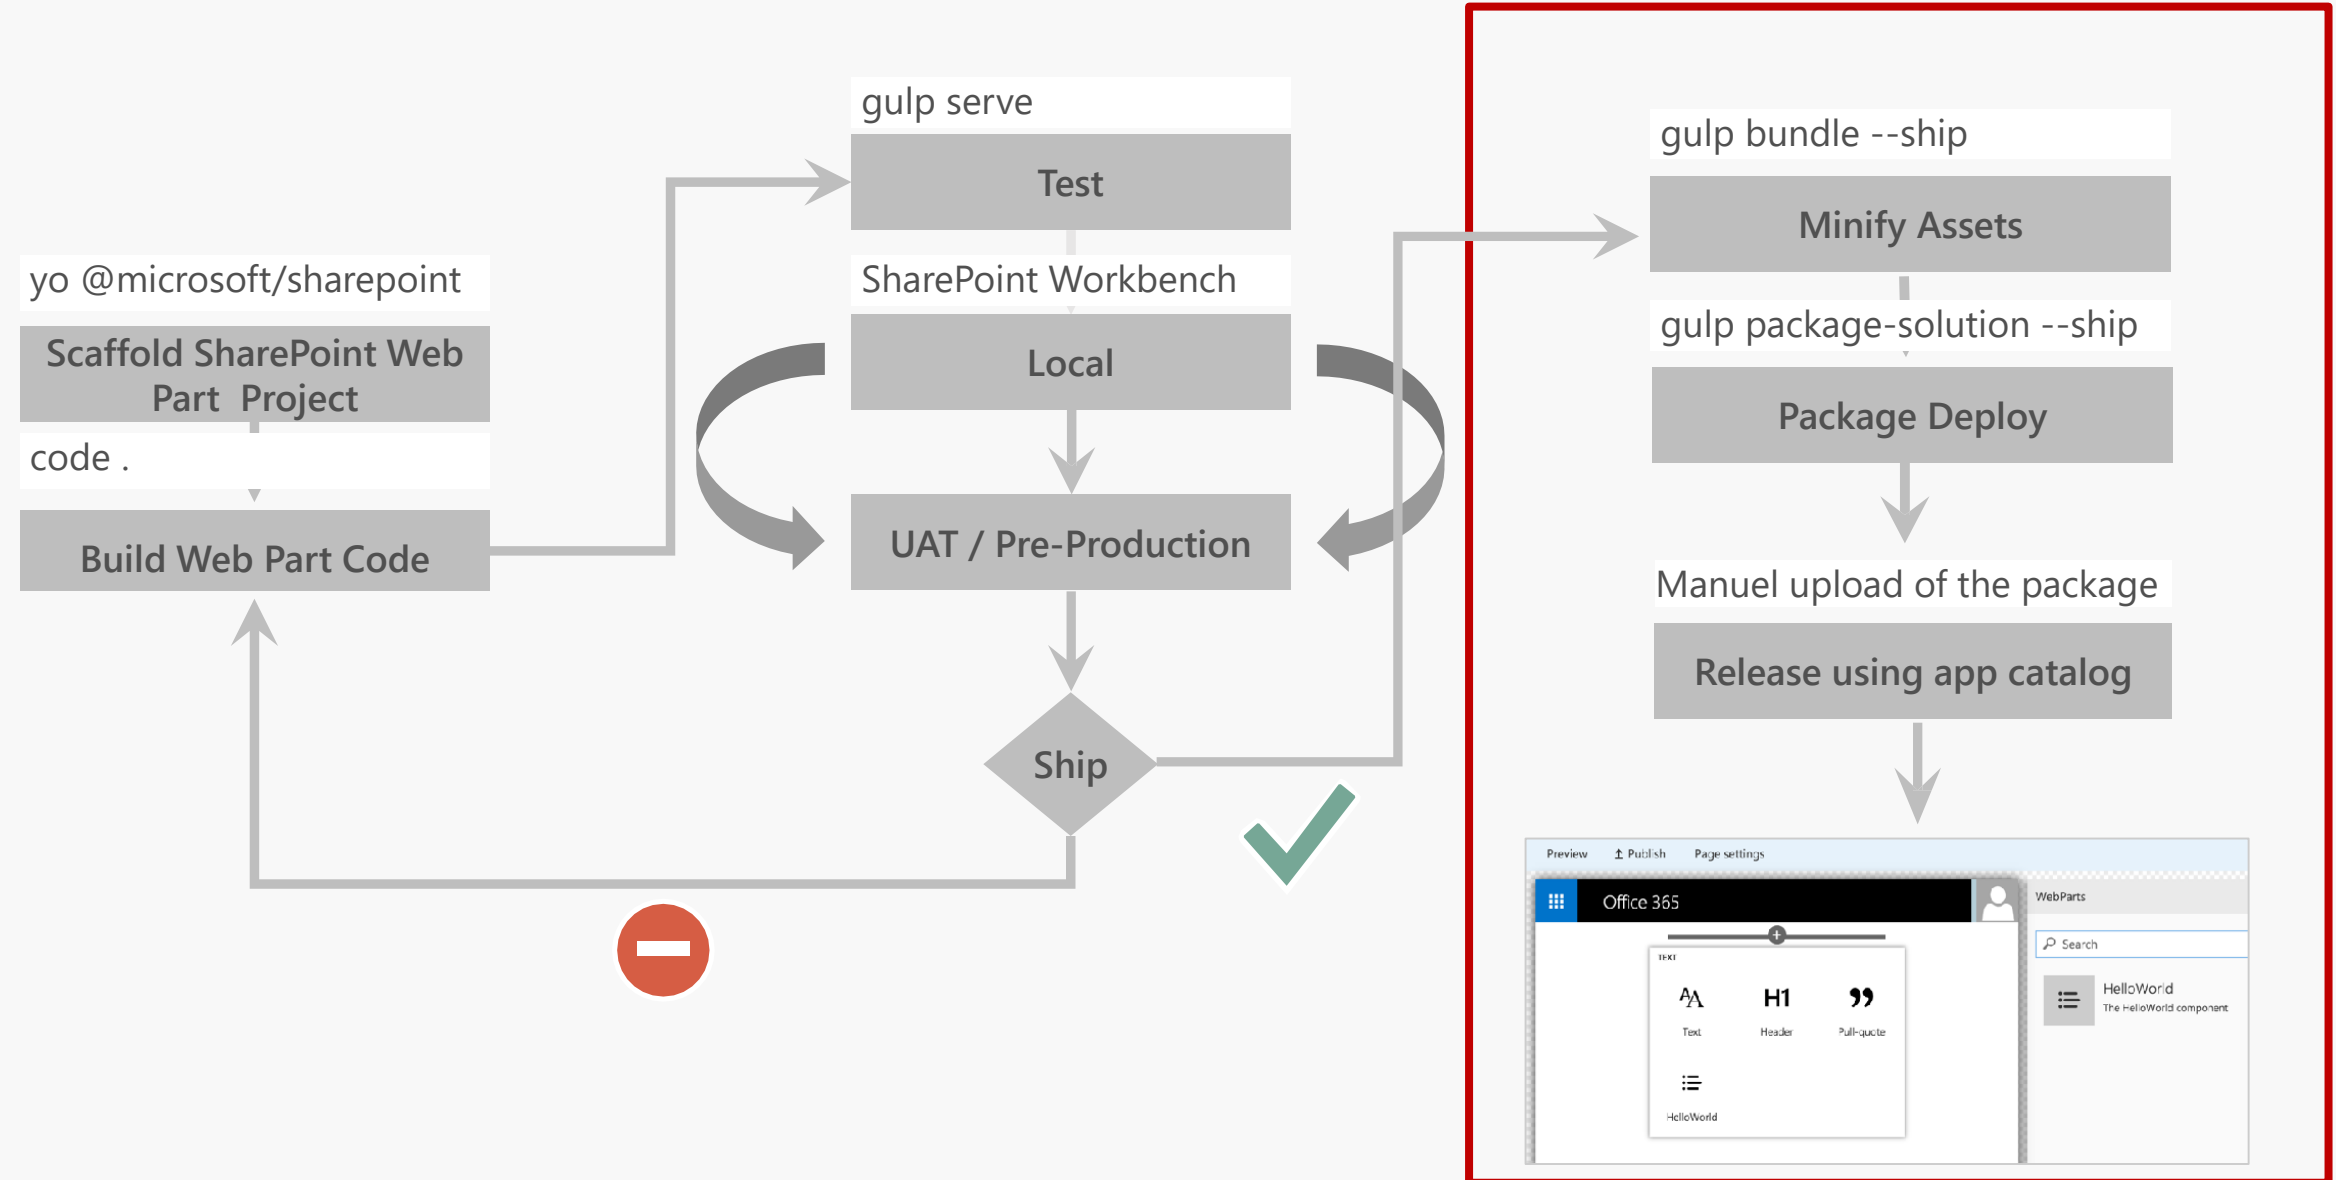 yo @microsoft/sharepoint
Scaffold SharePoint Web
Part Project
code .
Build Web Part Code
gulp serve
Test
SharePoint Workbench
Local
UAT / Pre-Production
Ship
gulp bundle --ship
Minify Assets
gulp package-solution --ship
Package Deploy
Manuel upload of the package
Release using app catalog
Preview Publish Page settings
Office 365
WebParts
Search
HelloWorld
The HelloWorld component
TEXT
AA H1 ”
Text Header Pull-quote
HelloWorld